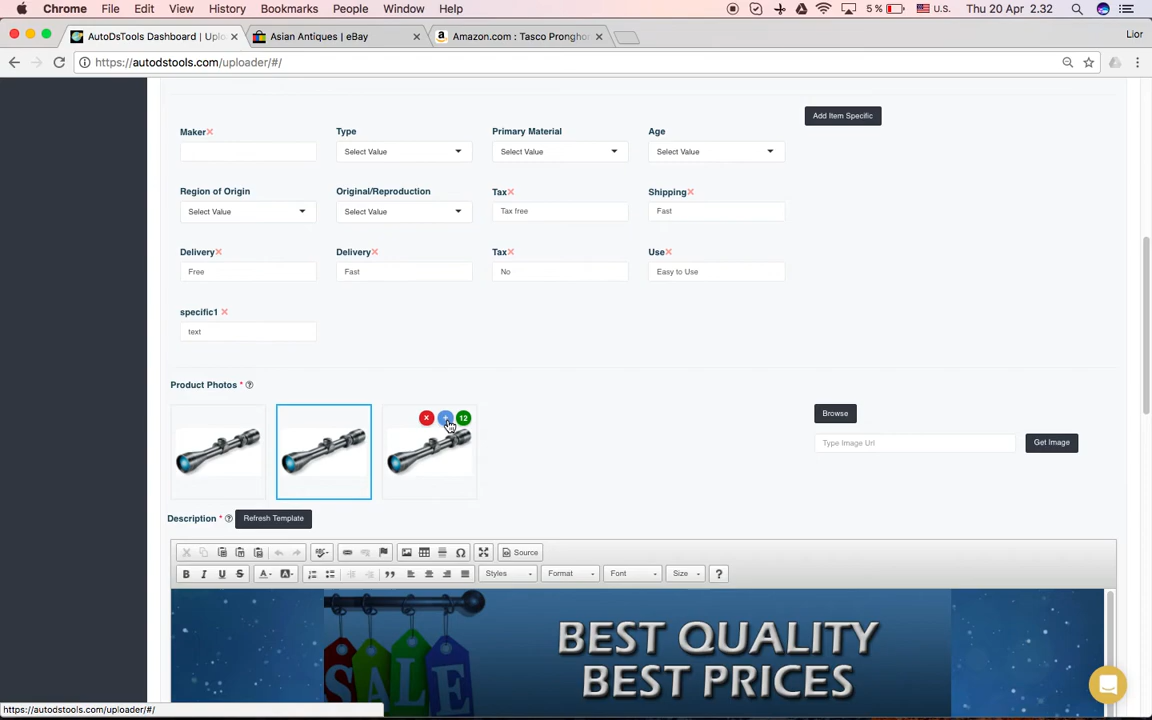 Chrome File Edit View History Bookmarks People Window Help 5 % U.S. Thu 20 Apr 2.32
AutoDsTools Dashboard | Uplo Asian Antiques | eBay Amazon.com : Tasco Pronghor Lior
https://autodstools.com/uploader/#/
Add Item Specific
Maker× Type Primary Material Age
Select Value Select Value Select Value
Region of Origin Original/Reproduction Tax× Shipping×
Select Value Select Value Tax free Fast
Delivery× Delivery× Tax× Use×
Free Fast No Easy to Use
specific1 ×
text
Product Photos * ?
× + 12 Browse
Type Image Url Get Image
Description * ? Refresh Template
Source
B I U S A A Styles Format Font Size ?
SALE
BEST QUALITY
BEST PRICES
https://autodstools.com/uploader/#/